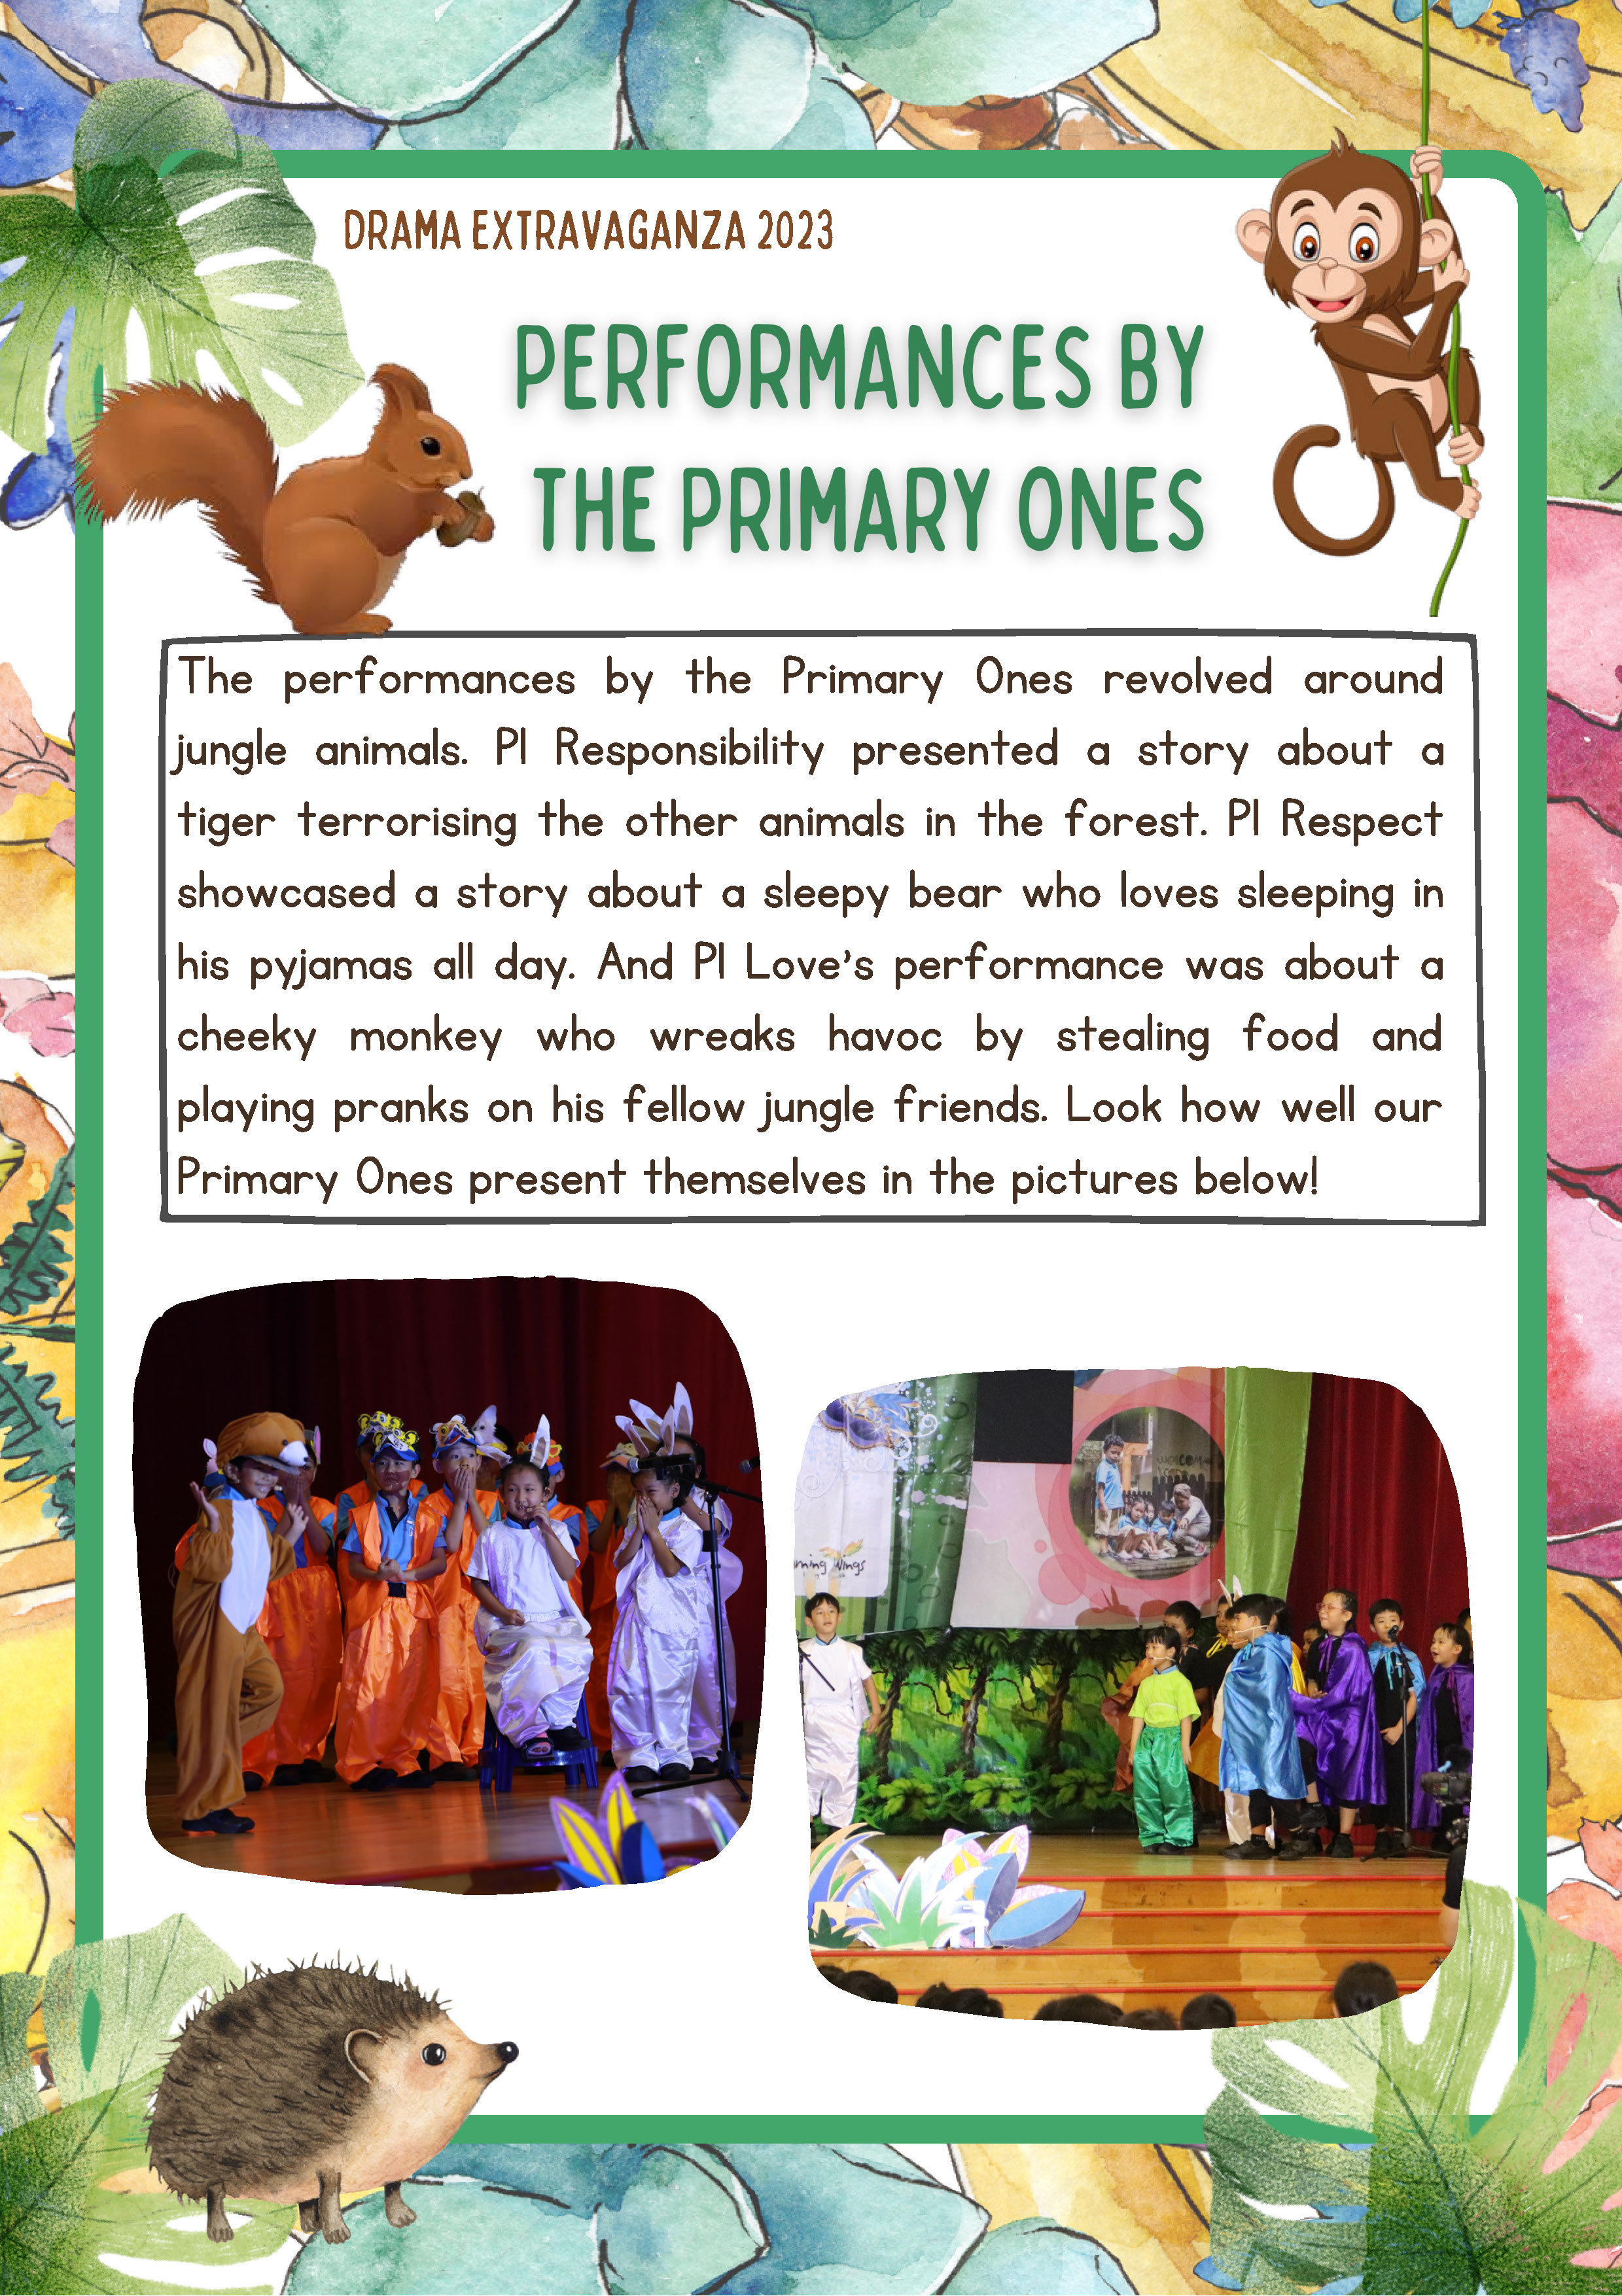 DRAMA EXTRAVAGANZA 2023
PERFORMANCES BY
THE PRIMARY ONES
The performances by the Primary Ones revolved around
jungle animals. P1 Responsibility presented a story about a
tiger terrorising the other animals in the forest. P1 Respect
showcased a story about a sleepy bear who loves sleeping in
his pyjamas all day. And P1 Love's performance was about a
cheeky monkey who wreaks havoc by stealing food and
playing pranks on his fellow jungle friends. Look how well our
Primary Ones present themselves in the pictures below!
Wings